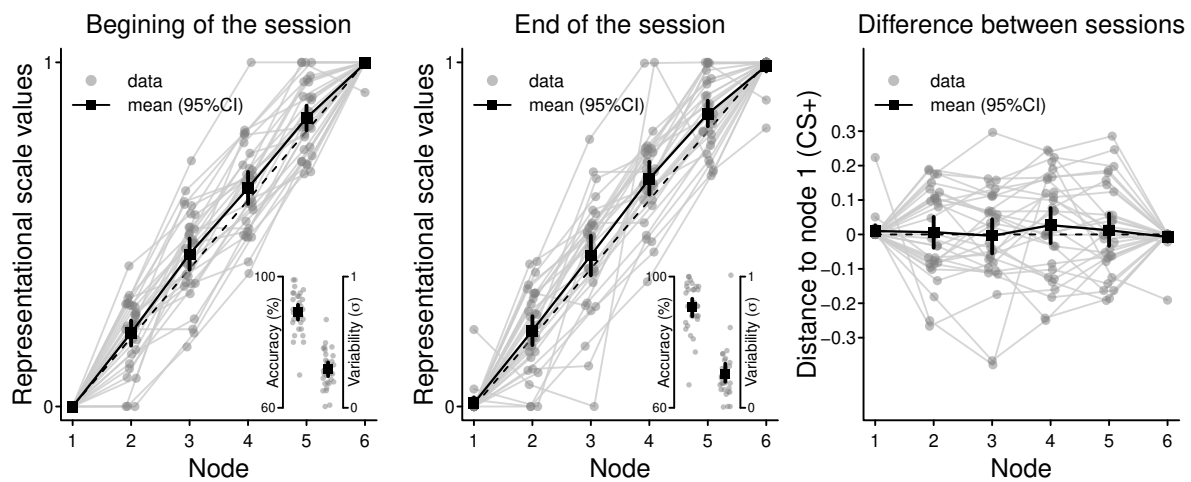 Begining of the session
End of the session
Difference between sessions
Representational scale values
1
0
data
mean (95%CI)
100
60
Accuracy (%)
1
0
Variability (σ)
1 2 3 4 5 6
Node
Representational scale values
1
0
data
mean (95%CI)
100
60
Accuracy (%)
1
0
Variability (σ)
1 2 3 4 5 6
Node
Distance to node 1 (CS+)
data
mean (95%CI)
0.3
0.2
0.1
0
−0.1
−0.2
−0.3
1 2 3 4 5 6
Node